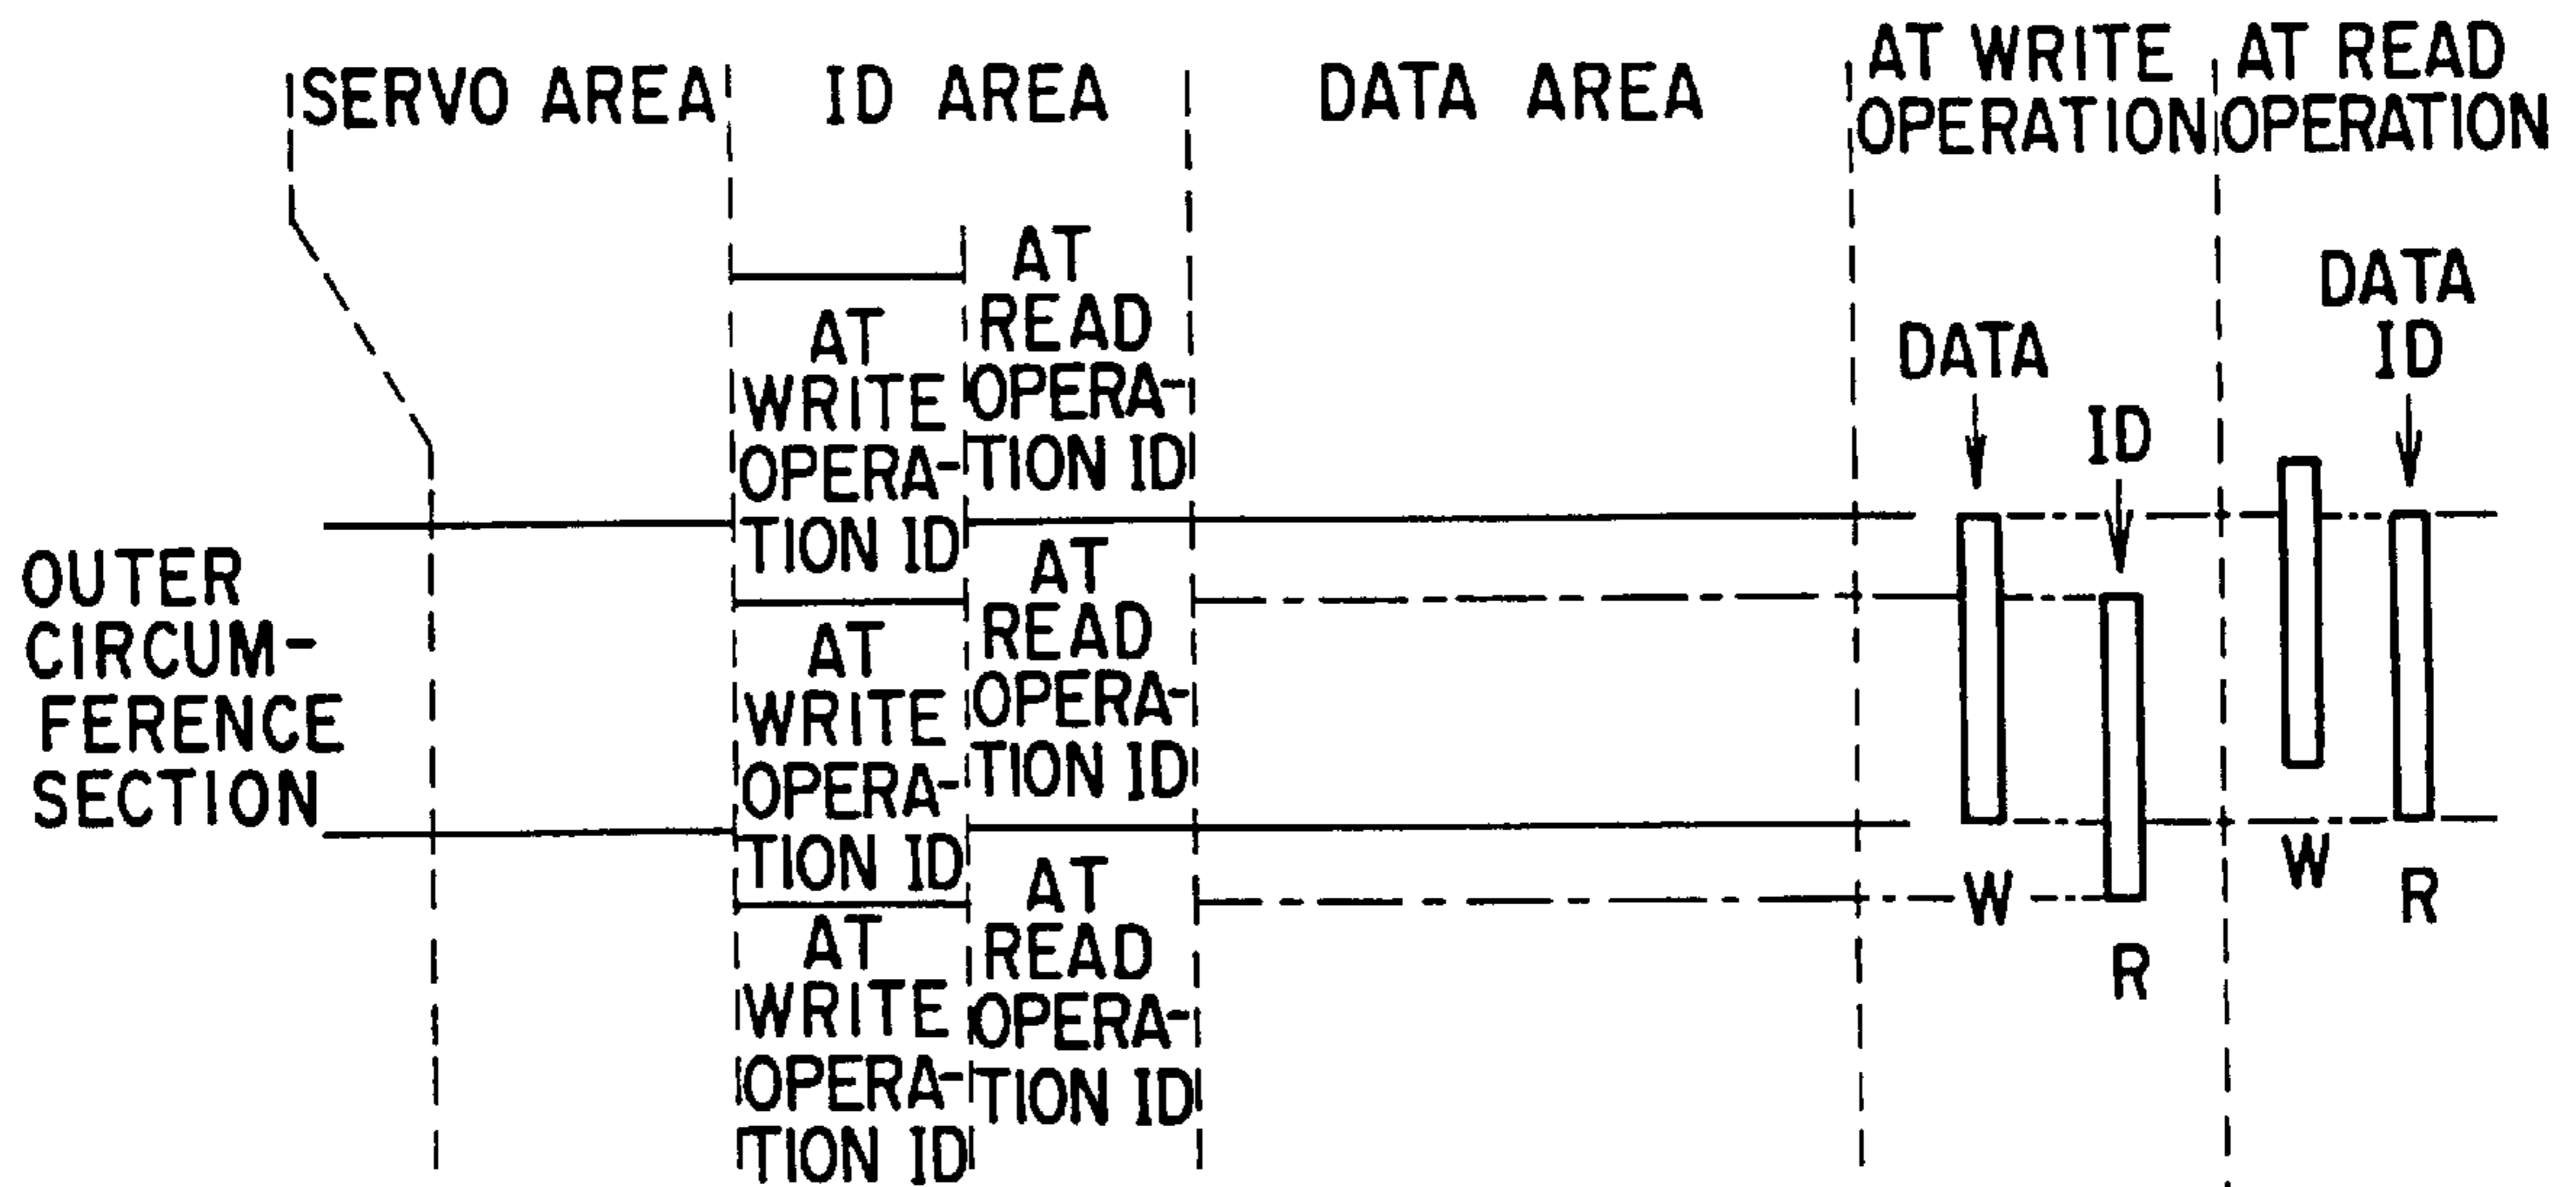 SERVO AREA
ID AREA
DATA AREA
AT WRITE
OPERATION
AT READ
OPERATION
AT
WRITE
OPERA-
TION ID
AT
READ
OPERA-
TION ID
DATA
ID
DATA
ID
OUTER
CIRCUM-
FERENCE
SECTION
AT
WRITE
OPERA-
TION ID
AT
READ
OPERA-
TION ID
W
R
W
R
AT
WRITE
OPERA-
TION ID
AT
READ
OPERA-
TION ID